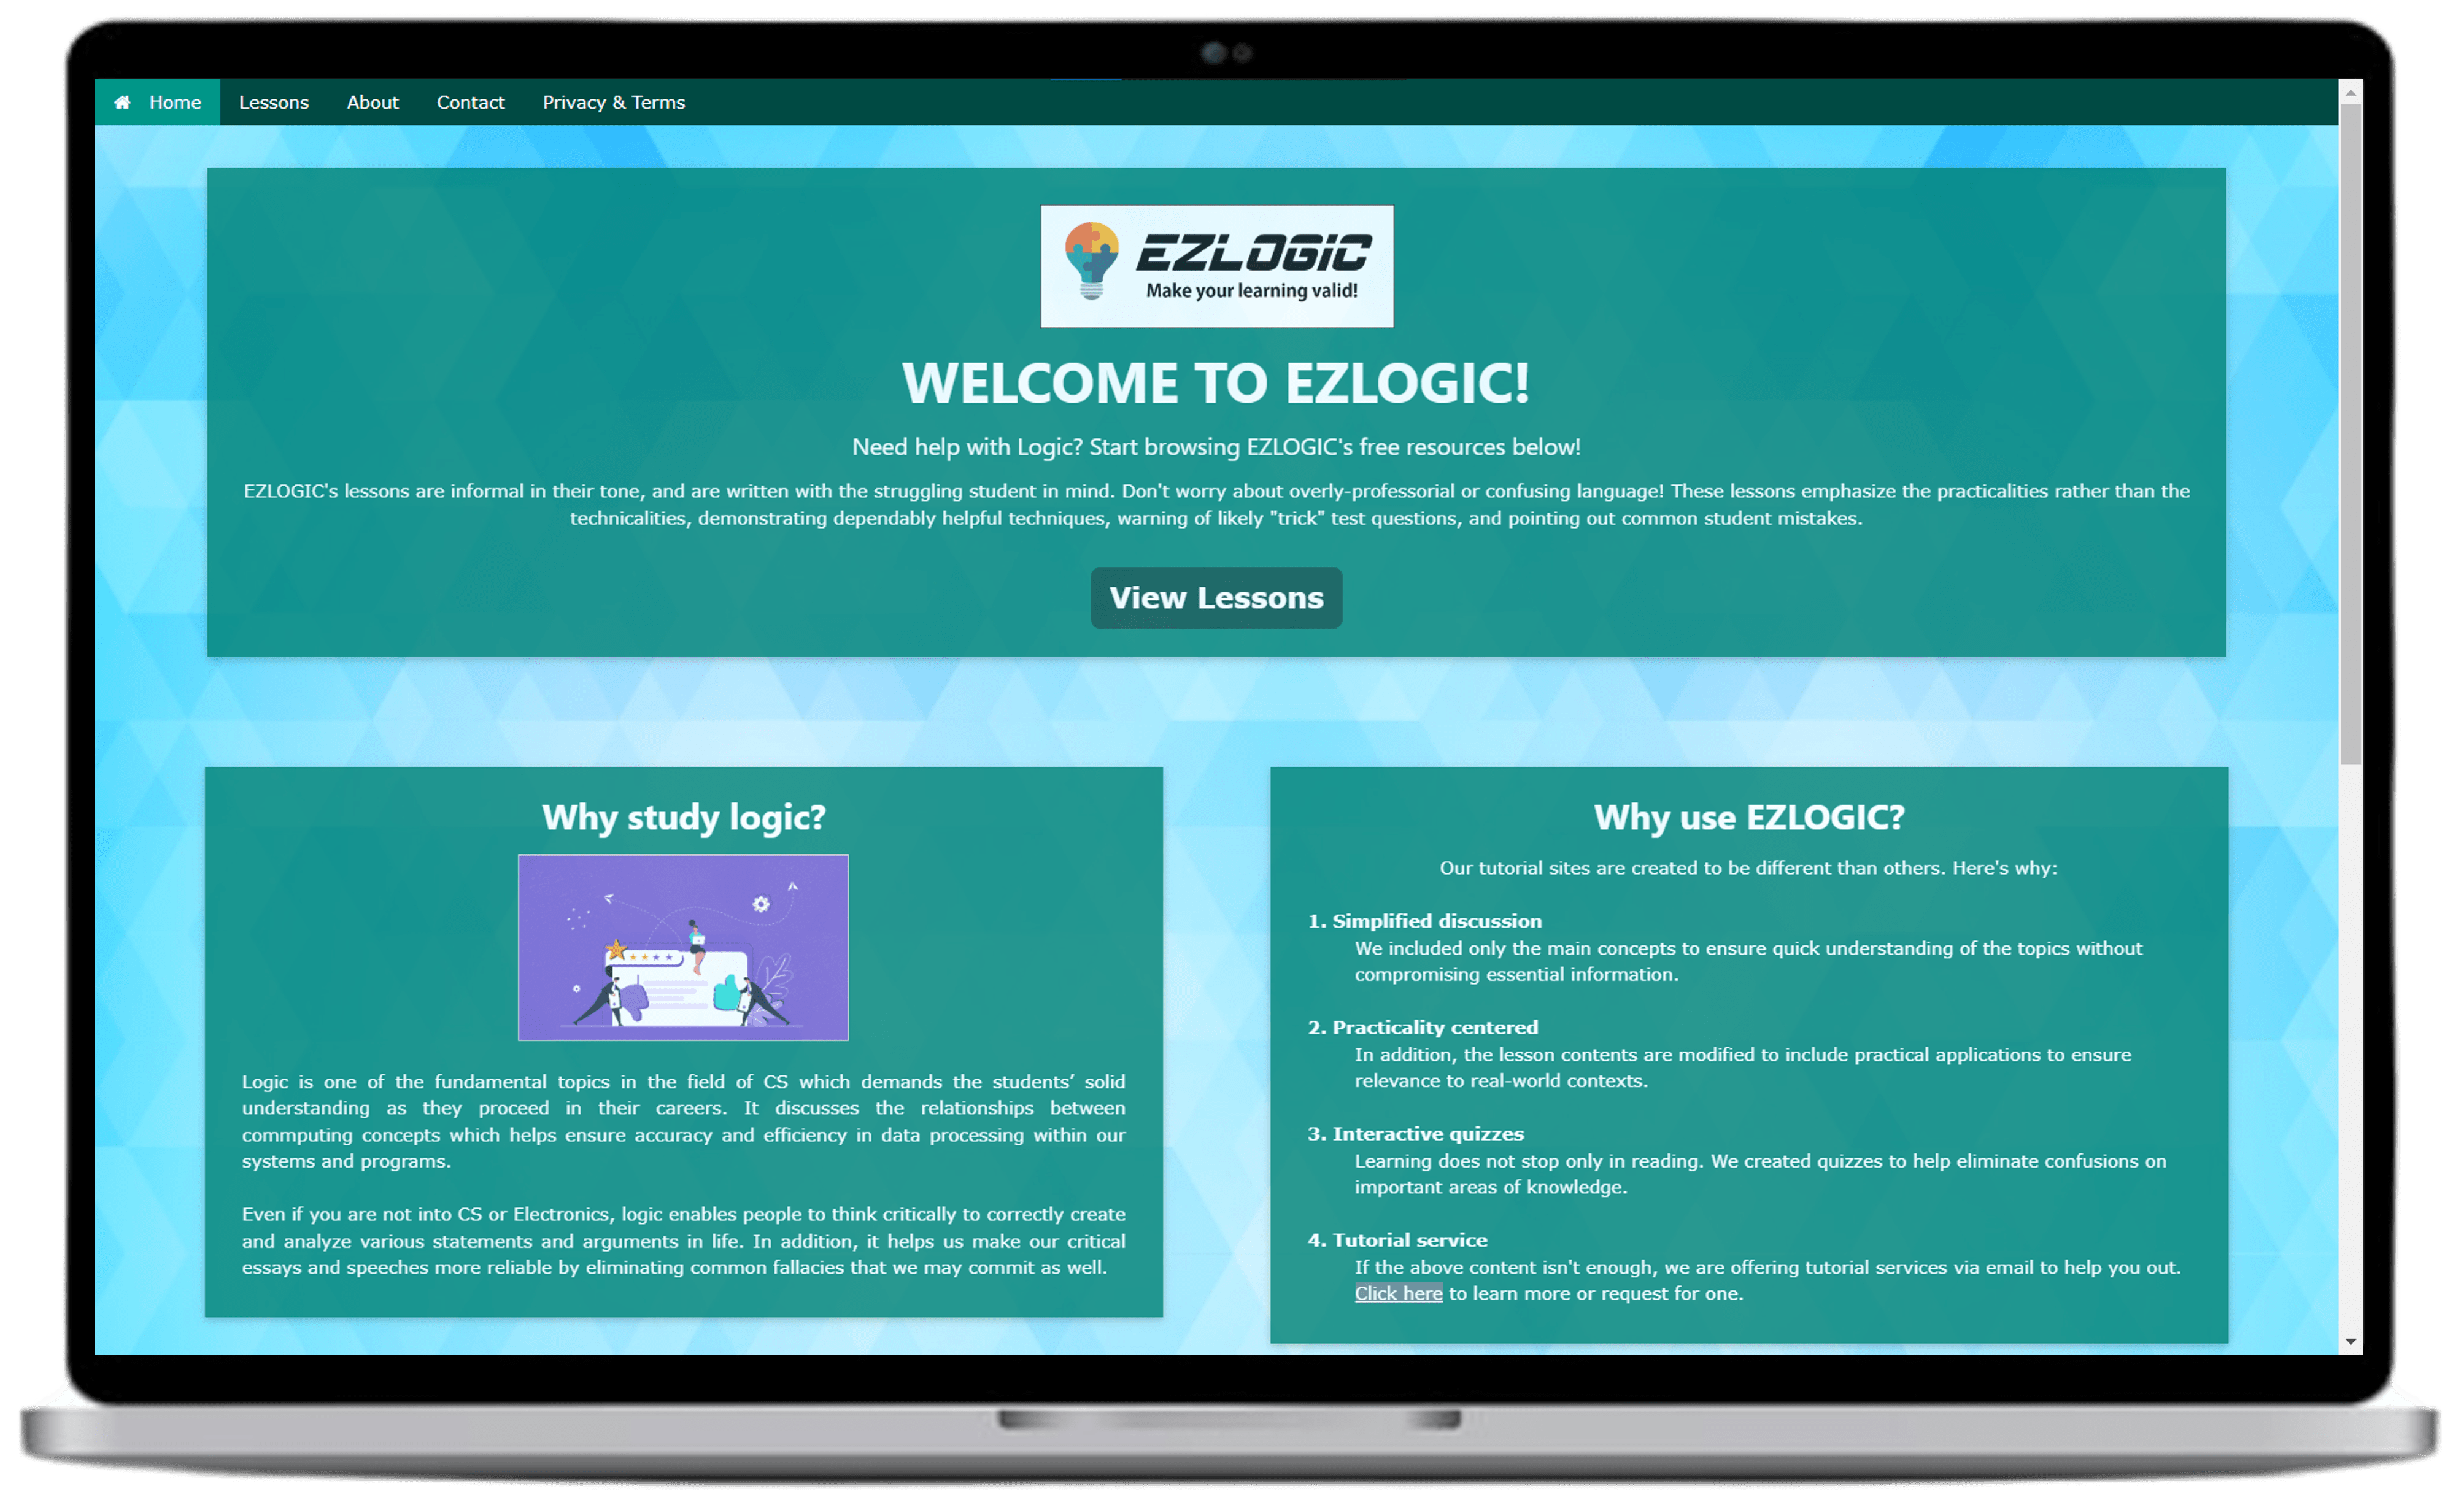 Home Lessons About Contact Privacy & Terms
EZLOGIC
Make your learning valid!
WELCOME TO EZLOGIC!
Need help with Logic? Start browsing EZLOGIC's free resources below!
EZLOGIC's lessons are informal in their tone, and are written with the struggling student in mind. Don't worry about overly-professorial or confusing language! These lessons emphasize the practicalities rather than the
technicalities, demonstrating dependably helpful techniques, warning of likely "trick" test questions, and pointing out common student mistakes.
View Lessons
Why study logic?
Logic is one of the fundamental topics in the field of CS which demands the students’ solid
understanding as they proceed in their careers. It discusses the relationships between
commputing concepts which helps ensure accuracy and efficiency in data processing within our
systems and programs.
Even if you are not into CS or Electronics, logic enables people to think critically to correctly create
and analyze various statements and arguments in life. In addition, it helps us make our critical
essays and speeches more reliable by eliminating common fallacies that we may commit as well.
Why use EZLOGIC?
Our tutorial sites are created to be different than others. Here's why:
1. Simplified discussion
We included only the main concepts to ensure quick understanding of the topics without
compromising essential information.
2. Practicality centered
In addition, the lesson contents are modified to include practical applications to ensure
relevance to real-world contexts.
3. Interactive quizzes
Learning does not stop only in reading. We created quizzes to help eliminate confusions on
important areas of knowledge.
4. Tutorial service
If the above content isn't enough, we are offering tutorial services via email to help you out.
Click here to learn more or request for one.